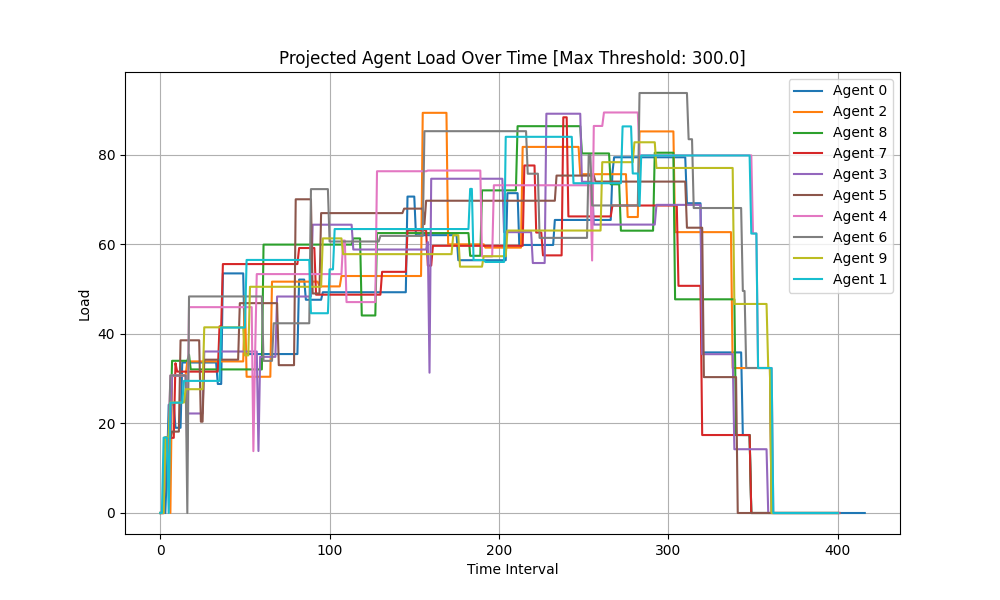 Projected Agent Load Over Time [Max Threshold: 300.0]
Load
80
60
40
20
0
0
100
200
300
400
Time Interval
Agent 0
Agent 2
Agent 8
Agent 7
Agent 3
Agent 5
Agent 4
Agent 6
Agent 9
Agent 1